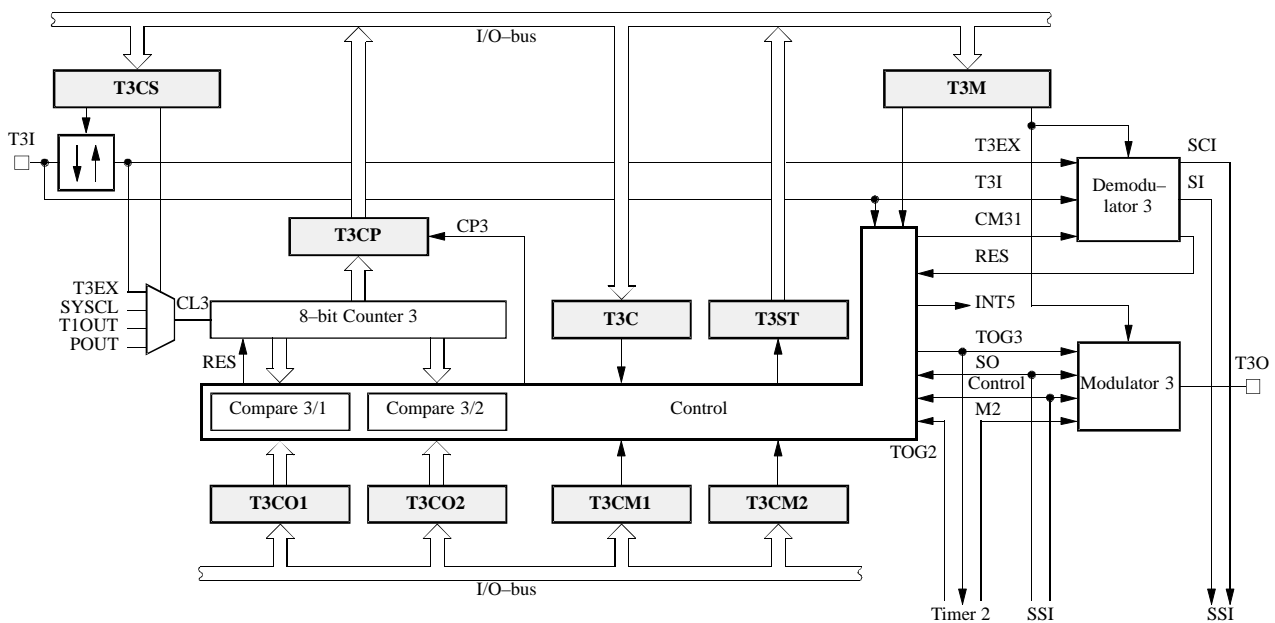 I/O–bus
T3CS
T3M
T3I
T3EX
SCI
T3I
SI
Demodu–
lator 3
T3CP
CP3
CM31
RES
T3EX
SYSCL
T1OUT
POUT
CL3
8–bit Counter 3
T3C
T3ST
INT5
RES
TOG3
SO
Control
M2
Modulator 3
T3O
Compare 3/1
Compare 3/2
Control
TOG2
T3CO1
T3CO2
T3CM1
T3CM2
I/O–bus
Timer 2
SSI
SSI